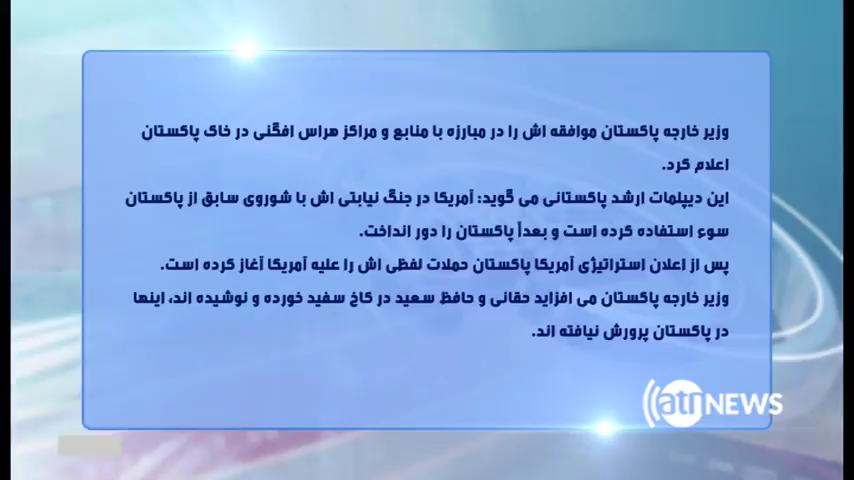 وزیر خارجه پاکستان موافقه اش را در مبارزه با منابع و مراکز هراس افگنی در خاک پاکستان
اعلام کرد.
این دیپلمات ارشد پاکستانی می گوید: آمریکا در جنگ نیابتی اش با شوروی سابق از پاکستان
سوء استفاده کرده است و بعداً پاکستان را دور انداخت.
پس از اعلان استراتیژی آمریکا پاکستان حملات لفظی اش را علیه آمریکا آغاز کرده است.
وزیر خارجه پاکستان می افزاید حقانی و حافظ سعید در کاخ سفید خورده و نوشیده اند، اینها
در پاکستان پرورش نیافته اند.
atn NEWS